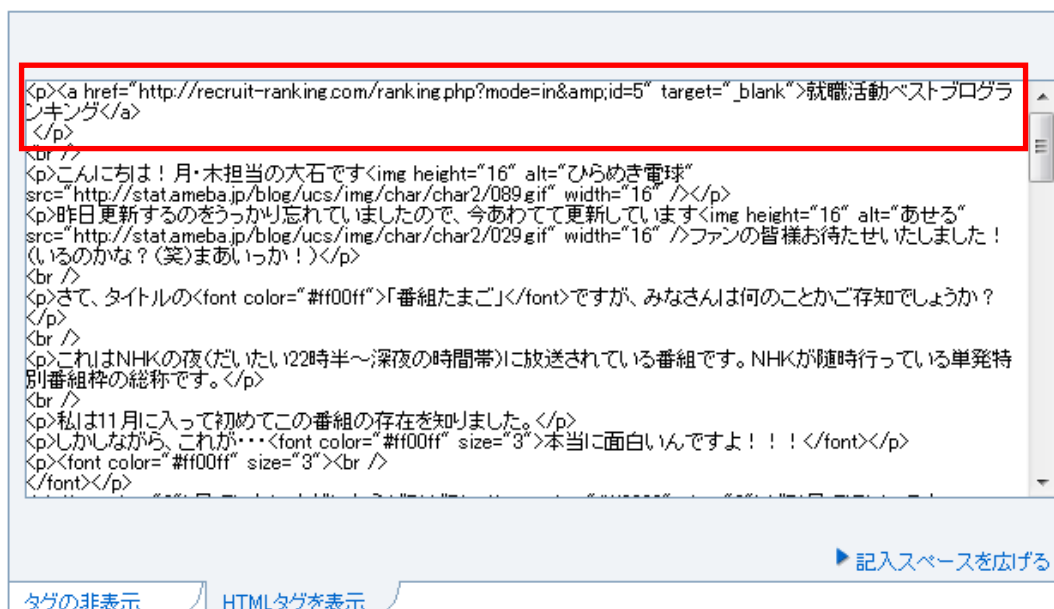 <p><a href="http://recruit-ranking.com/ranking.php?mode=in&amp;id=5" target="_blank">就職活動ベストブログラ
ンキング</a>
</p>
<br />
<p>こんにちは！月・木担当の大石です<img height="16" alt="ひらめき電球"
src="http://stat.ameba.jp/blog/ucs/img/char/char2/089.gif" width="16" /></p>
<p>昨日更新するのをうっかり忘れていましたので、今あわてて更新しています<img height="16" alt="あせる"
src="http://stat.ameba.jp/blog/ucs/img/char/char2/029.gif" width="16" />ファンの皆様お待たせいたしました！
(いるのかな？(笑)まあいっか！)</p>
<br />
<p>さて、タイトルの<font color="#ff00ff">「番組たまご」</font>ですが、みなさんは何のことかご存知でしょうか？
</p>
<br />
<p>これはNHKの夜(だいたい22時半～深夜の時間帯)に放送されている番組です。NHKが随時行っている単発特
別番組枠の総称です。</p>
<br />
<p>私は11月に入って初めてこの番組の存在を知りました。</p>
<p>しかしながら、これが・・・<font color="#ff00ff" size="3">本当に面白いんですよ！！！</font></p>
<p><font color="#ff00ff" size="3"><br />
</font></p>
記入スペースを広げる
タグの非表示
HTMLタグを表示